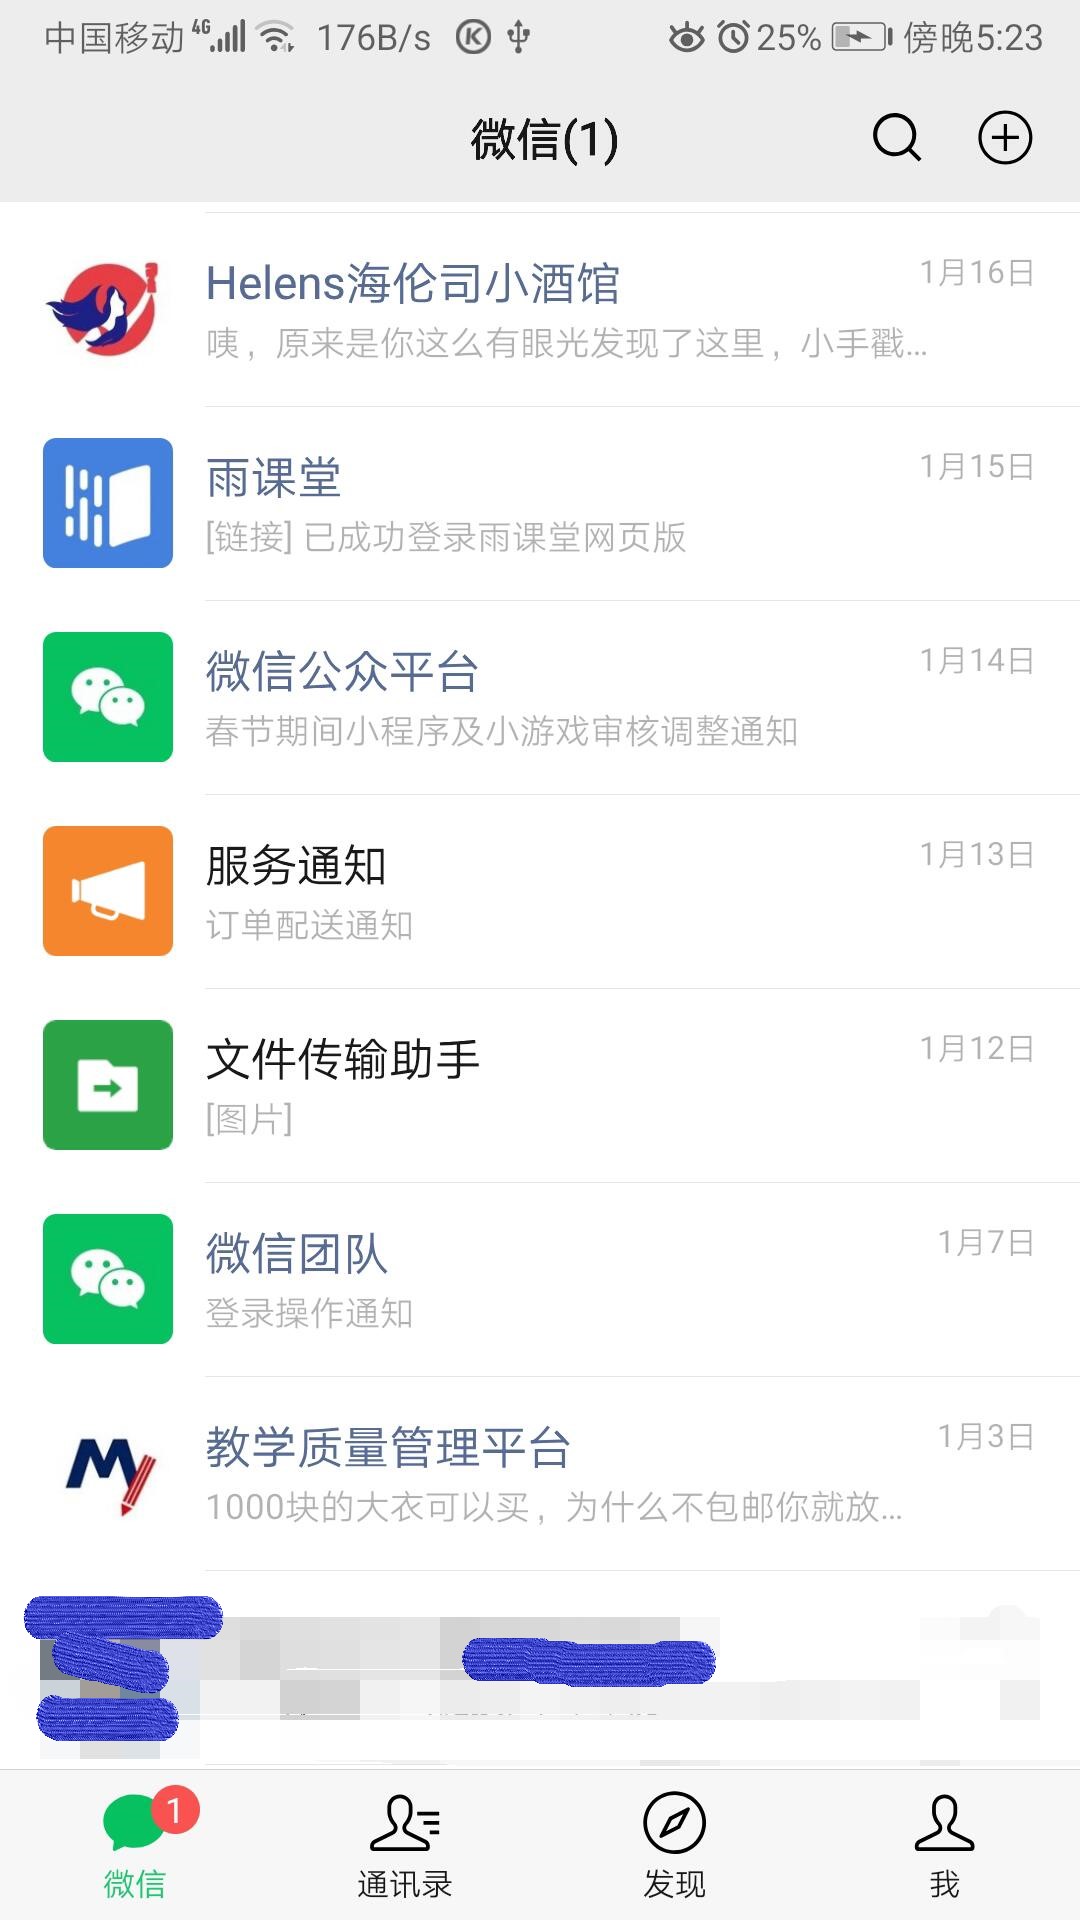 中国移动 4G 176B/s 25% 傍晚5:23
微信(1)
Helens海伦司小酒馆 1月16日
咦，原来是你这么有眼光发现了这里，小手戳...
雨课堂 1月15日
[链接] 已成功登录雨课堂网页版
微信公众平台 1月14日
春节期间小程序及小游戏审核调整通知
服务通知 1月13日
订单配送通知
文件传输助手 1月12日
[图片]
微信团队 1月7日
登录操作通知
教学质量管理平台 1月3日
1000块的大衣可以买，为什么不包邮你就放...
1
微信 通讯录 发现 我